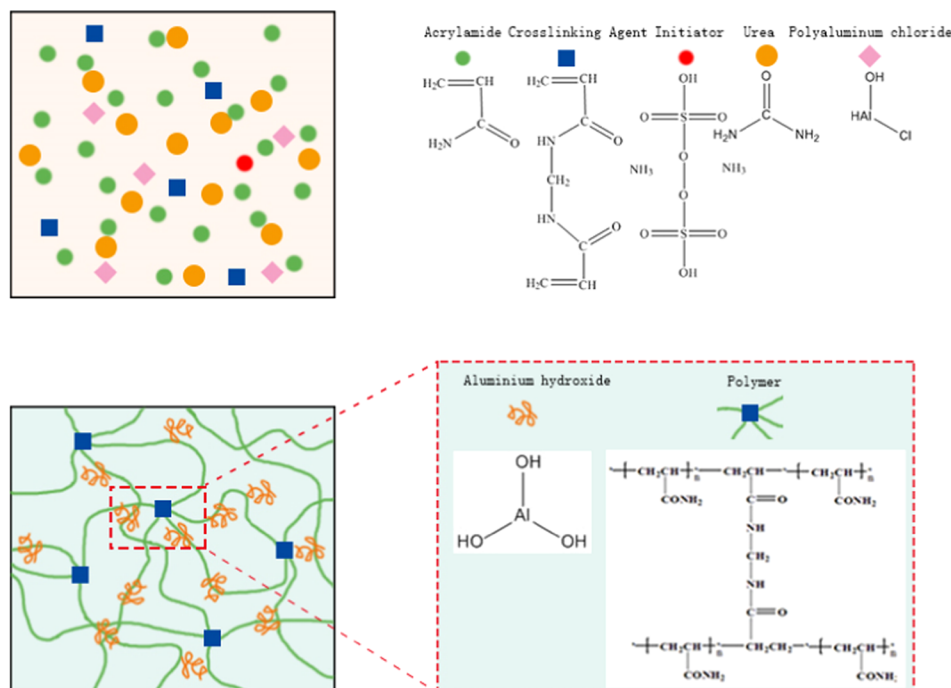 Acrylamide Crosslinking Agent Initiator Urea Polyaluminum chloride
H₂C CH
H₂N C O
H₂C CH
C O
HN
CH₂
HN
C O
H₂C CH
OH
O S O
O
O
O S O
OH
NH₃ NH₃
O
C
H₂N NH₂
OH
HAl
Cl
Aluminium hydroxide Polymer
OH
Al
HO OH
*-[-CH₂CH-]n-CH₂CH-*-[-CH₂CH-]n-*
CONH₂ C=O CONH₂
NH
CH₂
NH
C=O
*-[-CH₂CH-]n-*-CH₂CH₂-*-[-CH₂CH-]n-*
CONH₂ CONH₂